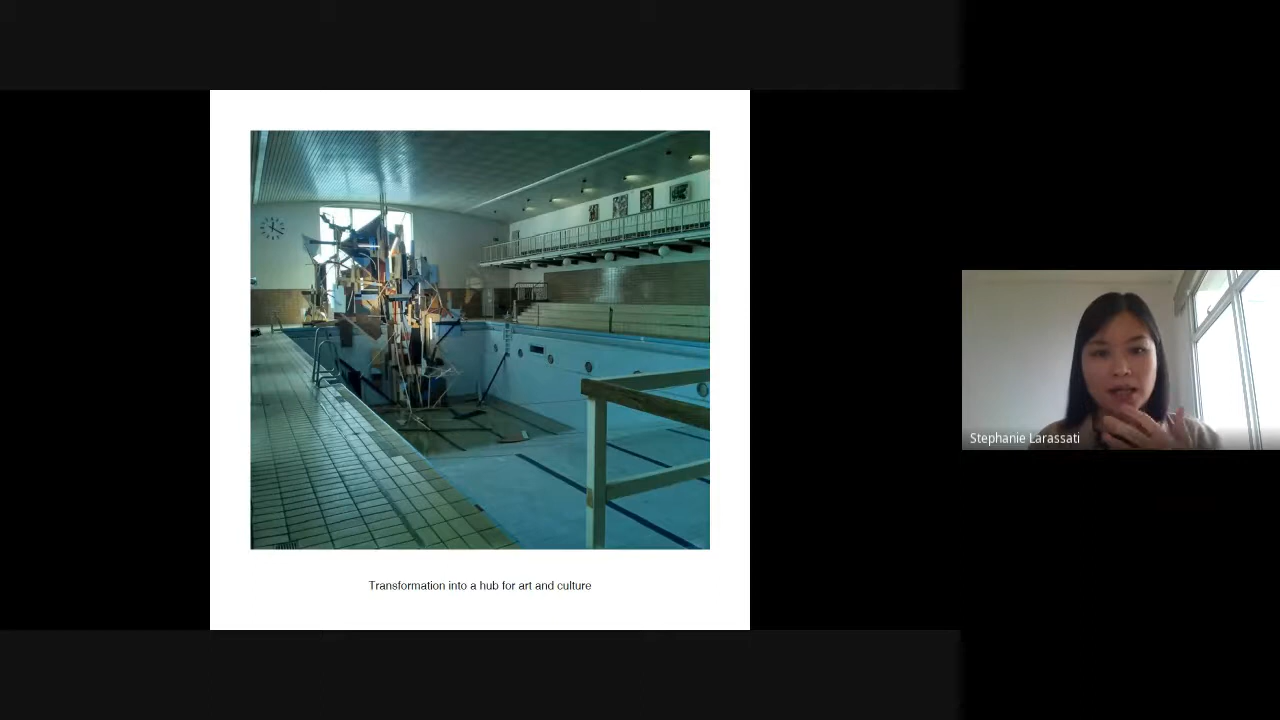 Transformation into a hub for art and culture
Stephanie Larassati